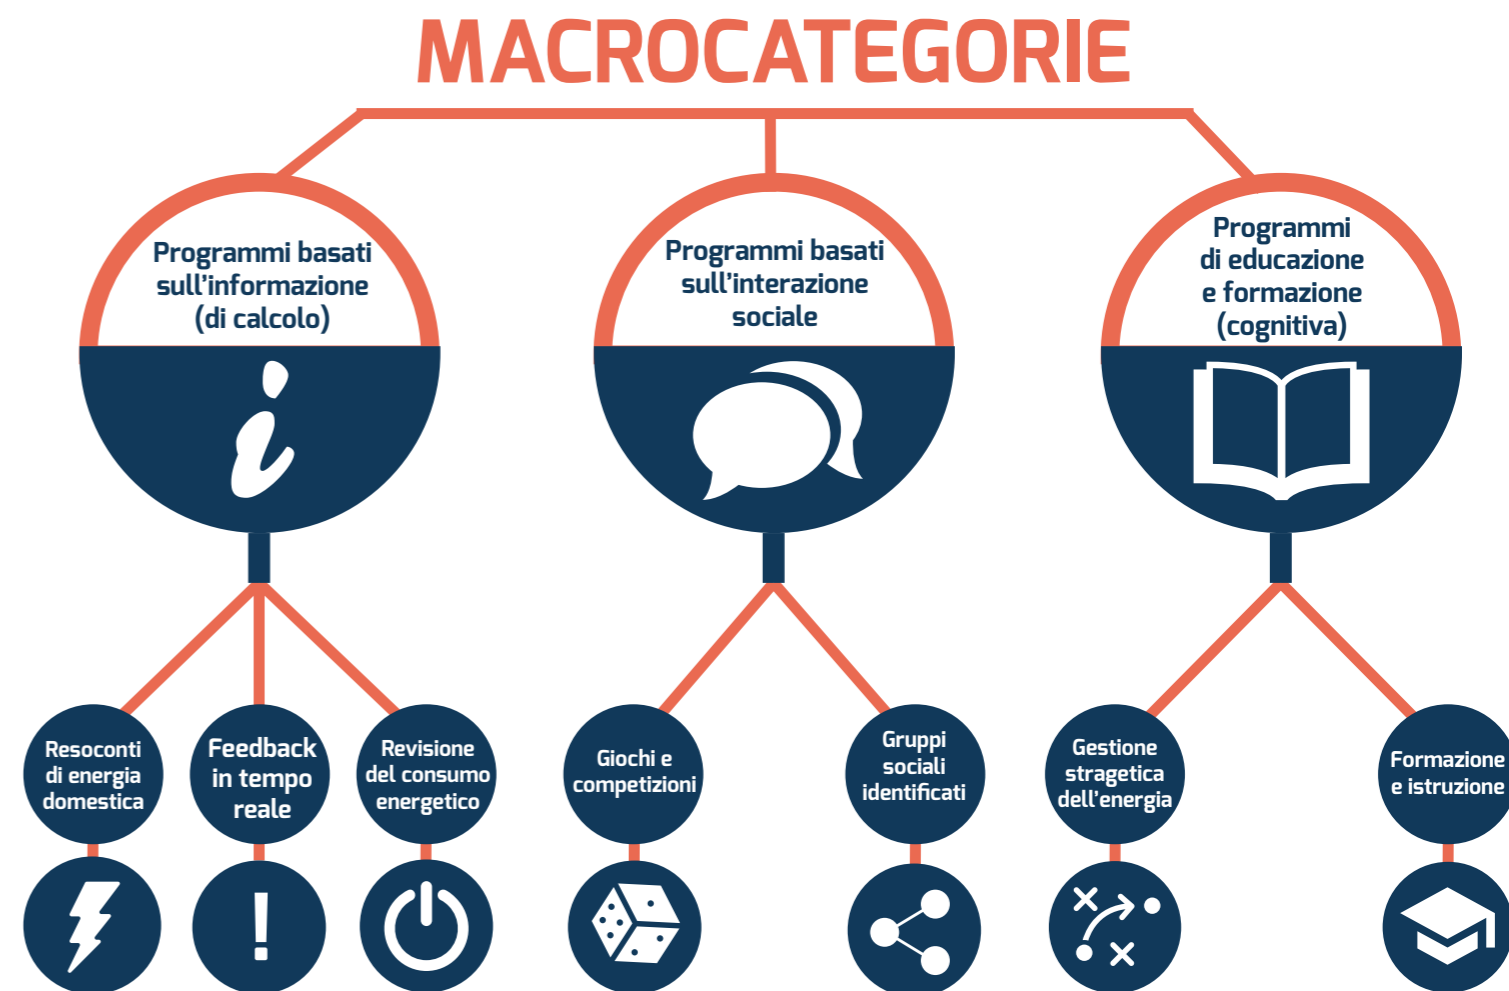 MACROCATEGORIE
Programmi basati
sull'informazione
(di calcolo)
Programmi basati
sull'interazione
sociale
Programmi
di educazione
e formazione
(cognitiva)
Resoconti
di energia
domestica
Feedback
in tempo
reale
Revisione
del consumo
energetico
Giochi e
competizioni
Gruppi
sociali
identificati
Gestione
stragetica
dell'energia
Formazione
e istruzione